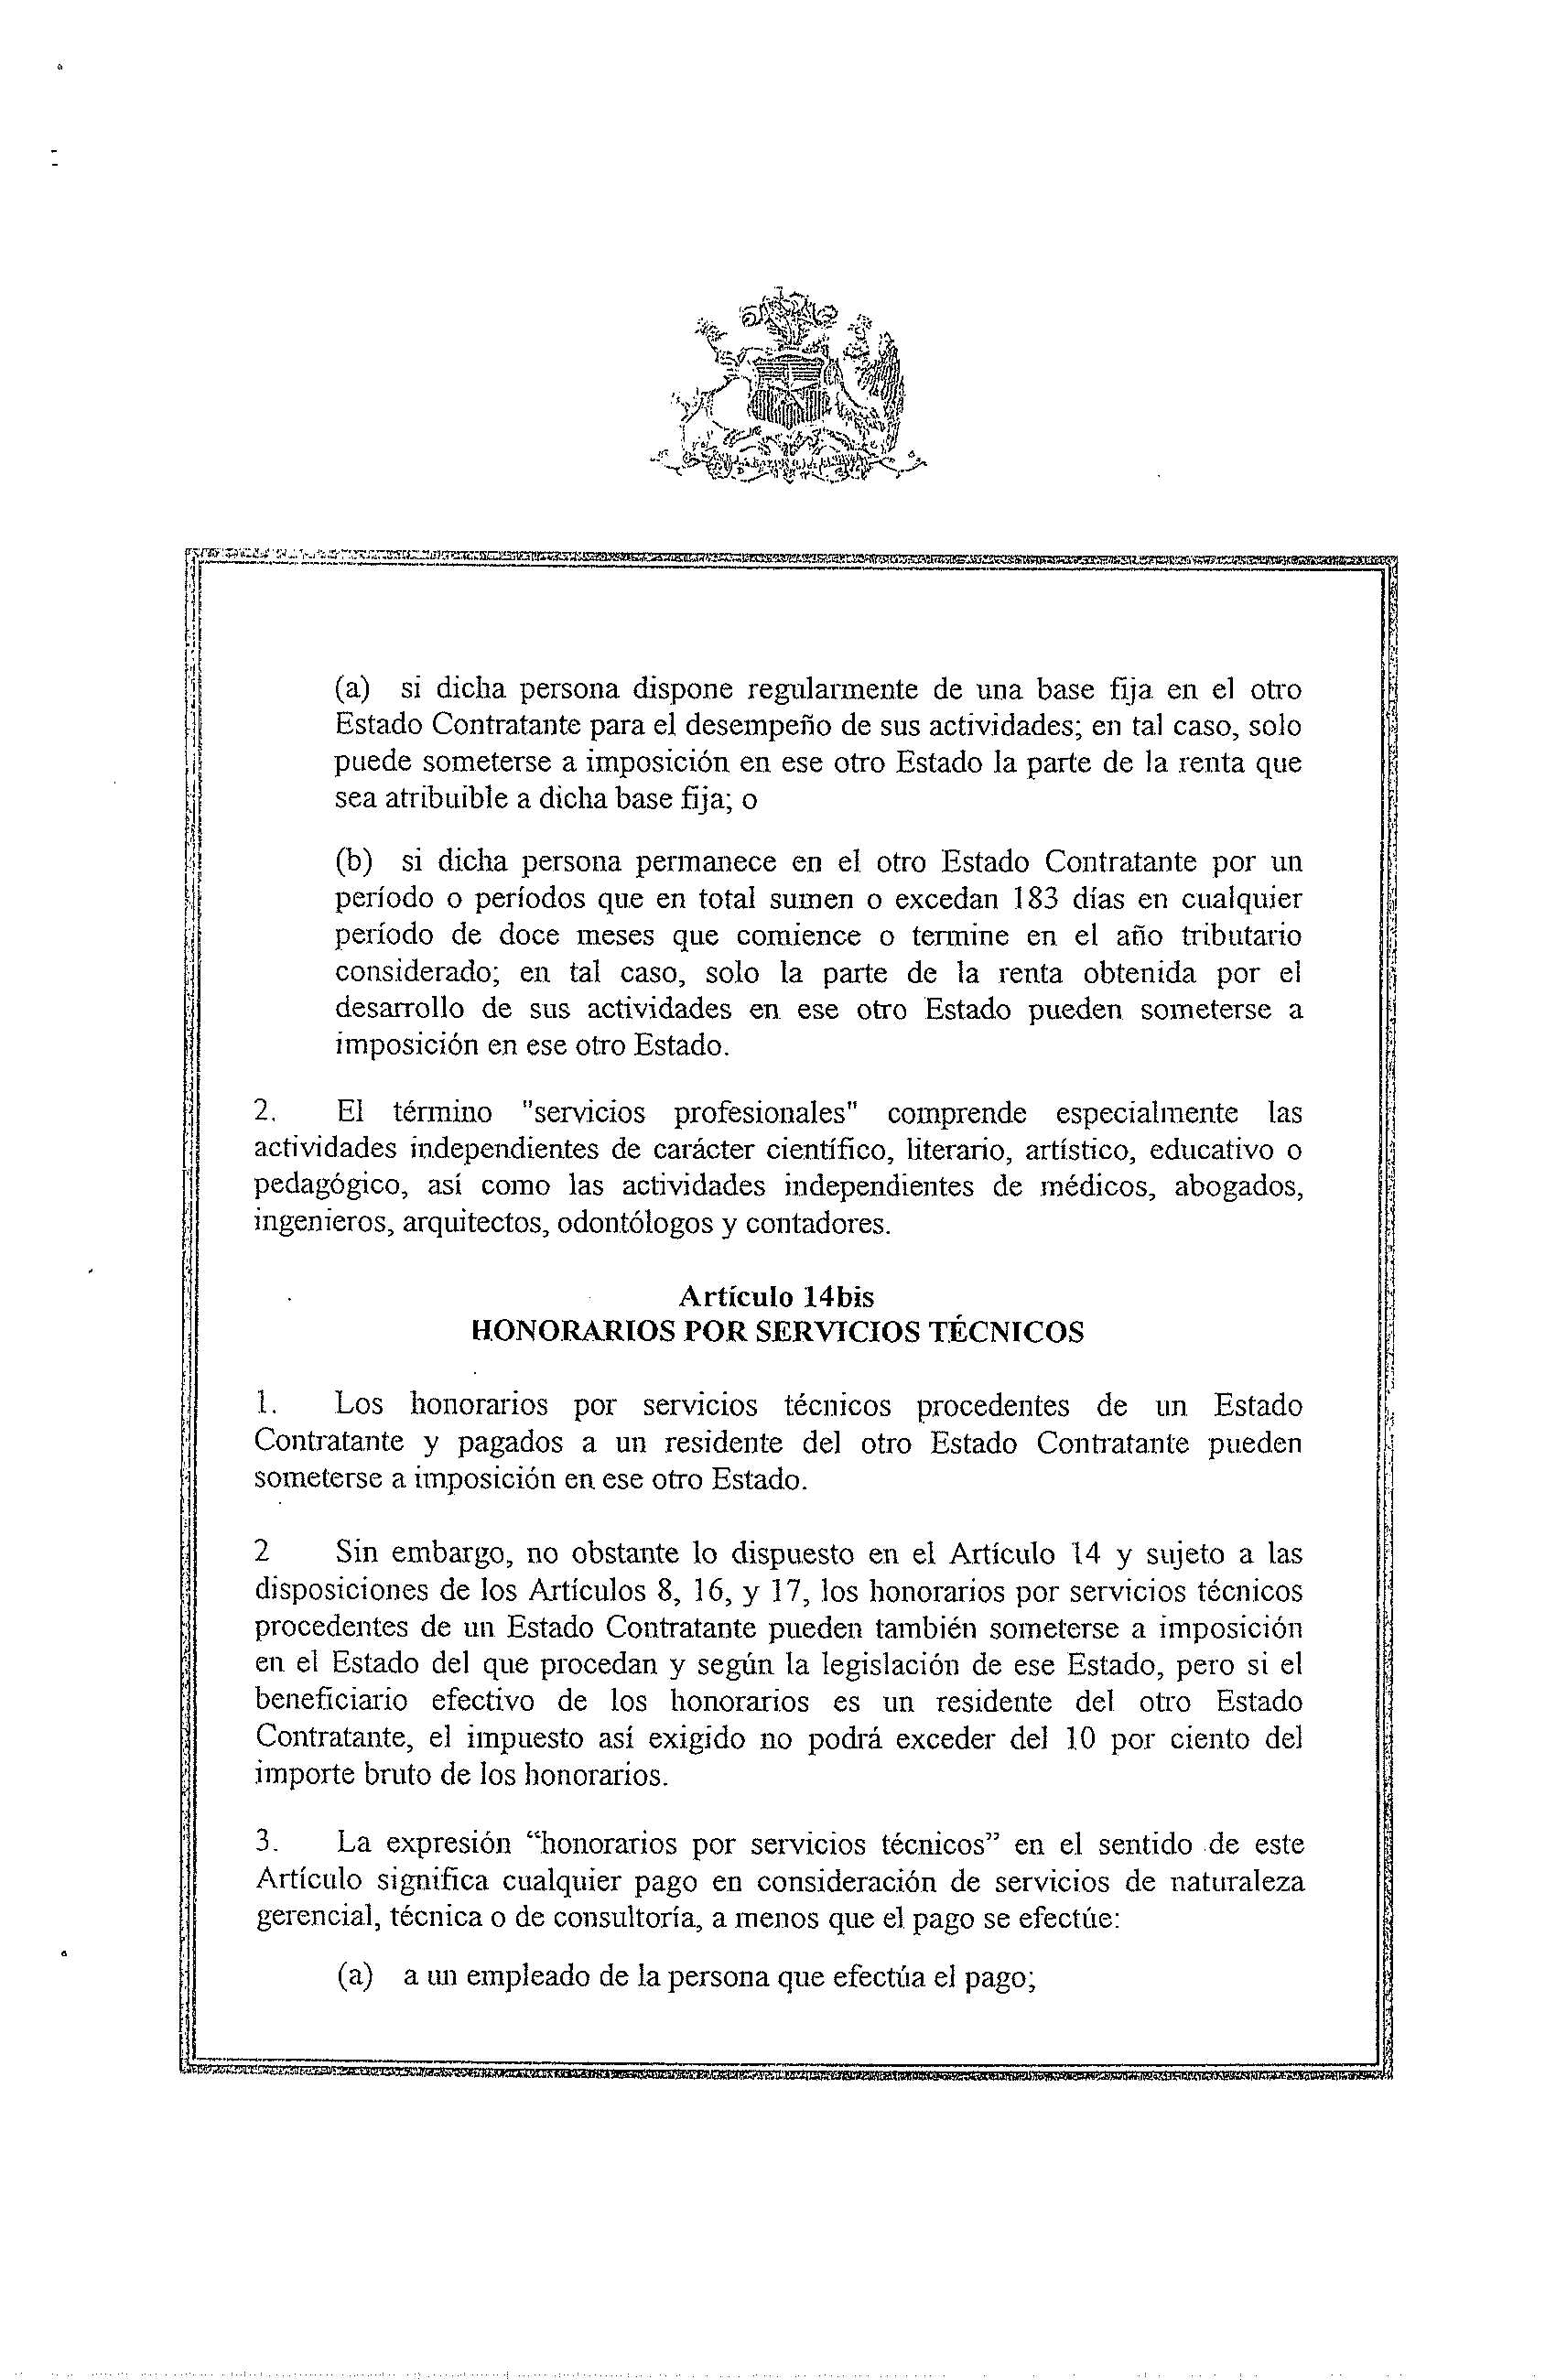 (a) si dicha persona dispone regularmente de una base fija en el otro
Estado Contratante para el desempeño de sus actividades; en tal caso, solo
puede someterse a imposición en ese otro Estado la parte de la renta que
sea atribuible a dicha base fija; o
(b) si dicha persona permanece en el otro Estado Contratante por un
período o períodos que en total sumen o excedan 183 días en cualquier
período de doce meses que comience o termine en el año tributario
considerado; en tal caso, solo la parte de la renta obtenida por el
desarrollo de sus actividades en ese otro Estado pueden someterse a
imposición en ese otro Estado.
2. El término "servicios profesionales" comprende especialmente las
actividades independientes de carácter científico, literario, artístico, educativo o
pedagógico, así como las actividades independientes de médicos, abogados,
ingenieros, arquitectos, odontólogos y contadores.
Artículo 14bis
HONORARIOS POR SERVICIOS TÉCNICOS
1. Los honorarios por servicios técnicos procedentes de un Estado
Contratante y pagados a un residente del otro Estado Contratante pueden
someterse a imposición en ese otro Estado.
2 Sin embargo, no obstante lo dispuesto en el Artículo 14 y sujeto a las
disposiciones de los Artículos 8, 16, y 17, los honorarios por servicios técnicos
procedentes de un Estado Contratante pueden también someterse a imposición
en el Estado del que procedan y según la legislación de ese Estado, pero si el
beneficiario efectivo de los honorarios es un residente del otro Estado
Contratante, el impuesto así exigido no podrá exceder del 10 por ciento del
importe bruto de los honorarios.
3. La expresión “honorarios por servicios técnicos” en el sentido de este
Artículo significa cualquier pago en consideración de servicios de naturaleza
gerencial, técnica o de consultoría, a menos que el pago se efectúe:
(a) a un empleado de la persona que efectúa el pago;